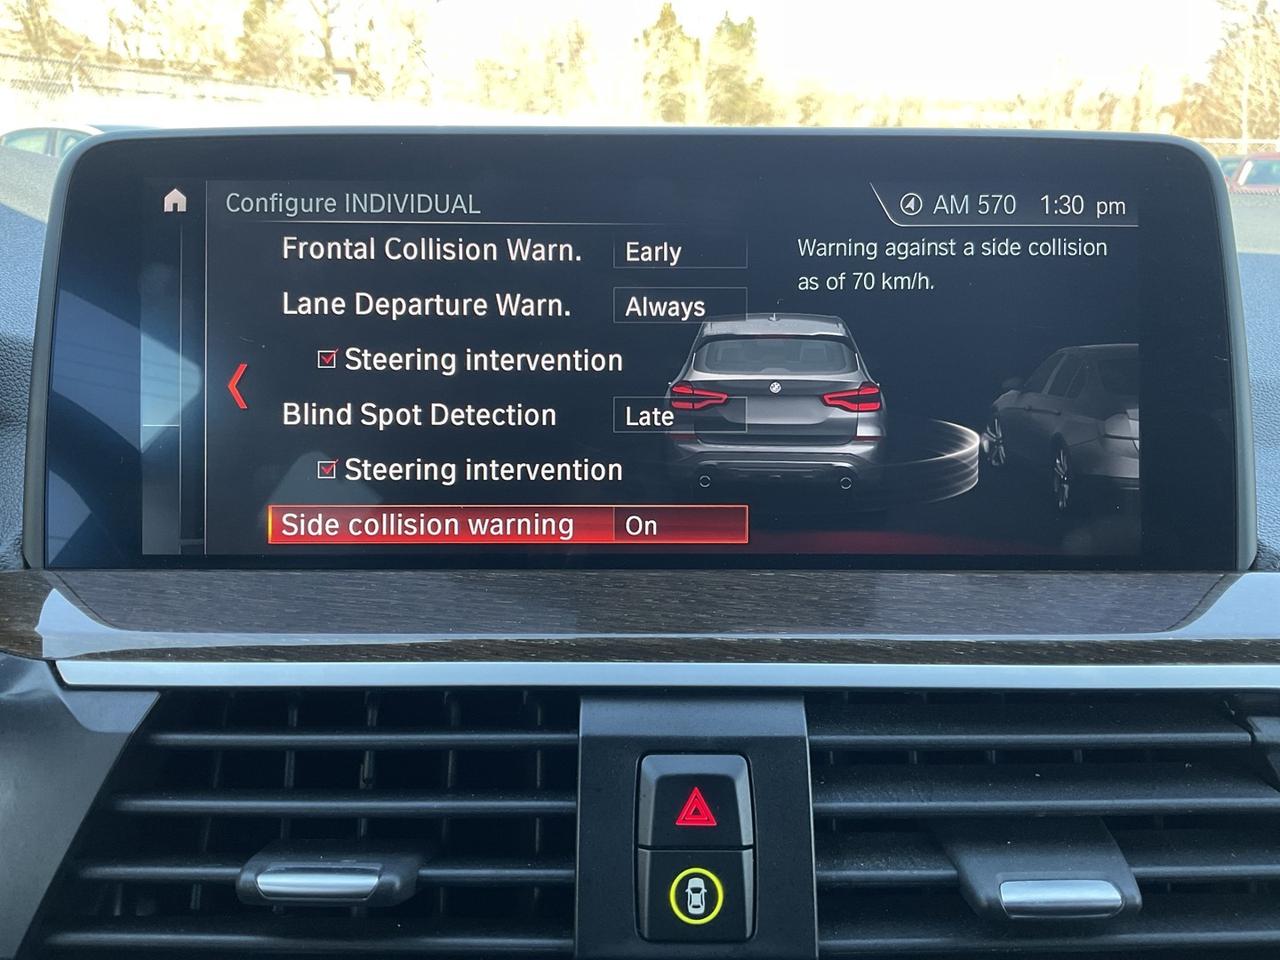 Configure INDIVIDUAL
AM 570 1:30 pm
Frontal Collision Warn. Early
Lane Departure Warn. Always
Steering intervention
Blind Spot Detection Late
Steering intervention
Side collision warning On
Warning against a side collision
as of 70 km/h.